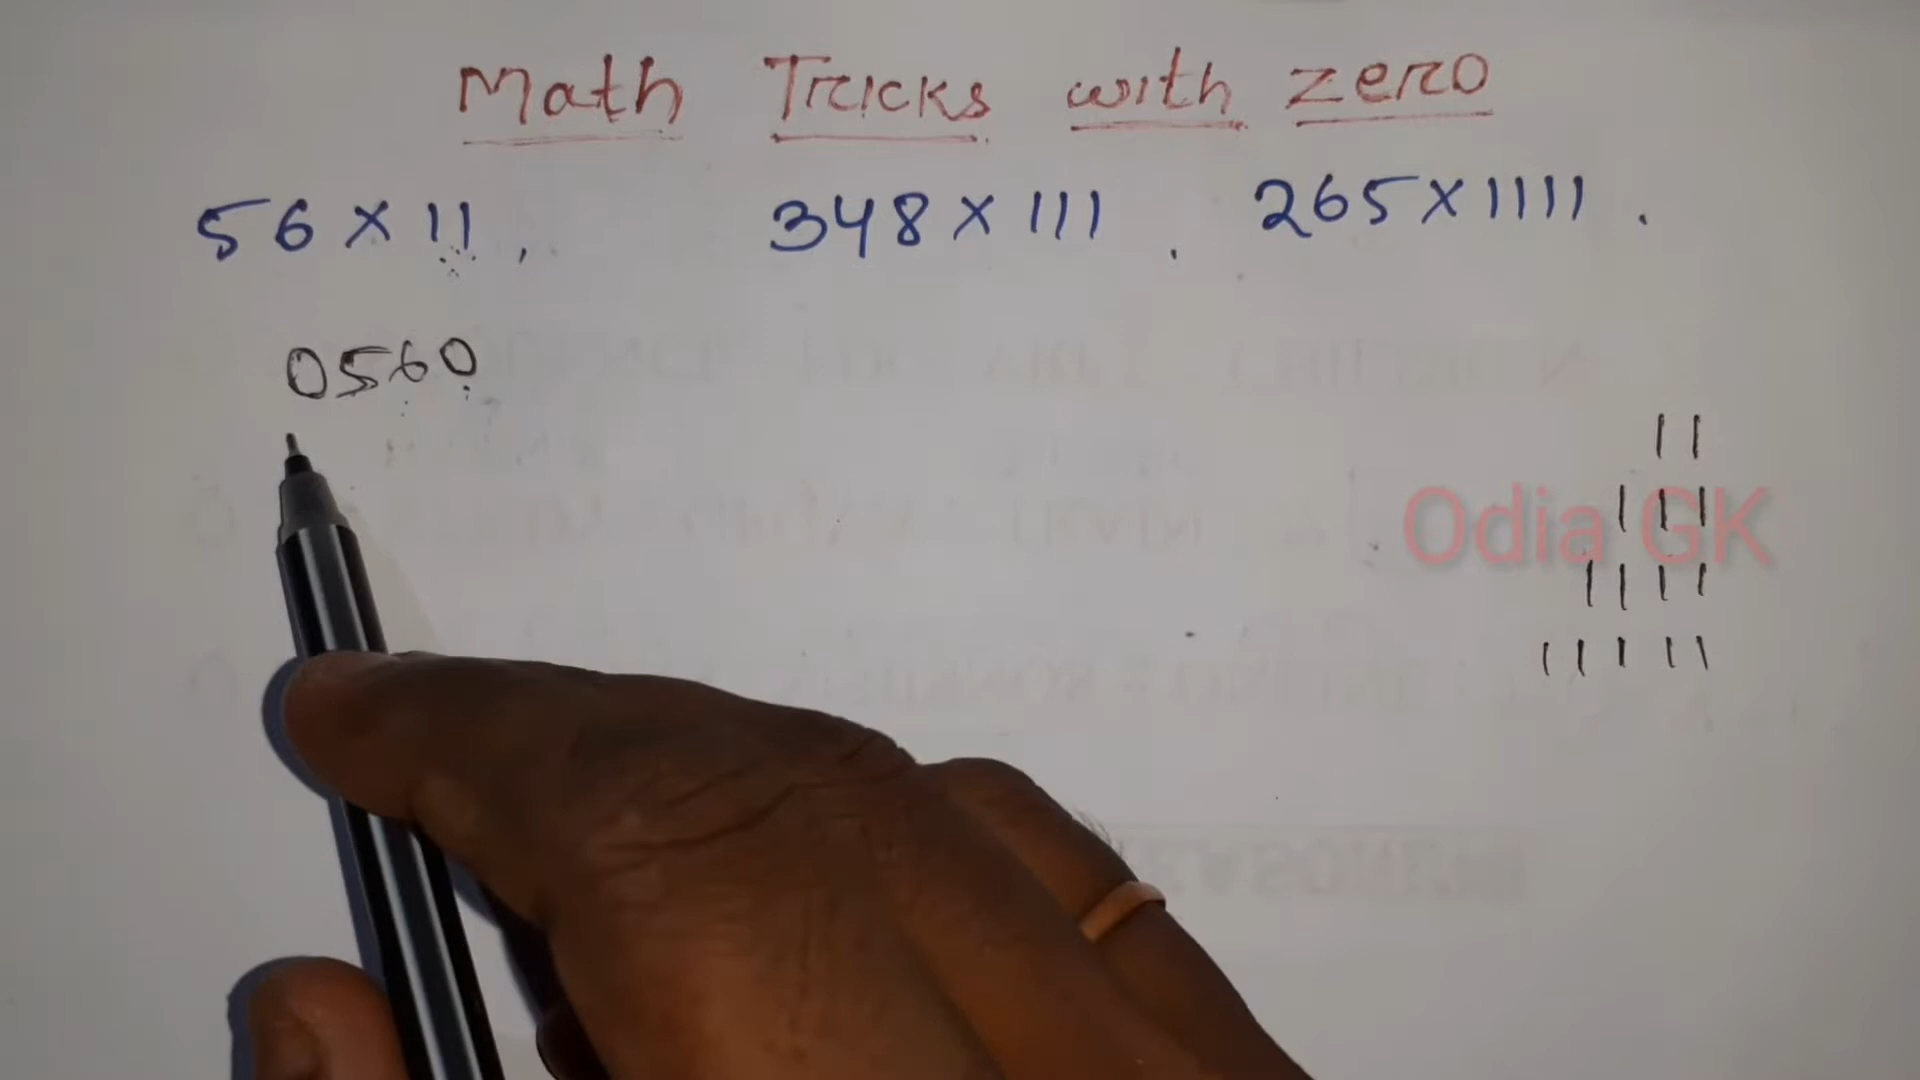 Math Tricks with zero
56 × 11, 348 × 111. 265 × 1111.
0560
11
111
Odia GK
1111
11111